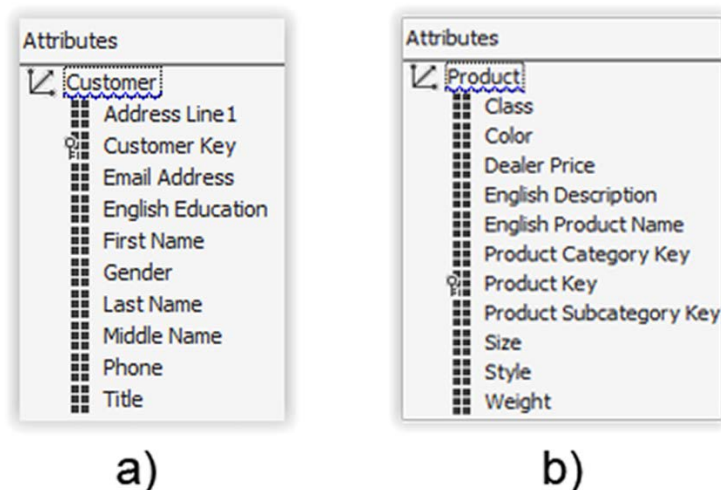 Attributes
Customer
Address Line1
Customer Key
Email Address
English Education
First Name
Gender
Last Name
Middle Name
Phone
Title
a)
Attributes
Product
Class
Color
Dealer Price
English Description
English Product Name
Product Category Key
Product Key
Product Subcategory Key
Size
Style
Weight
b)